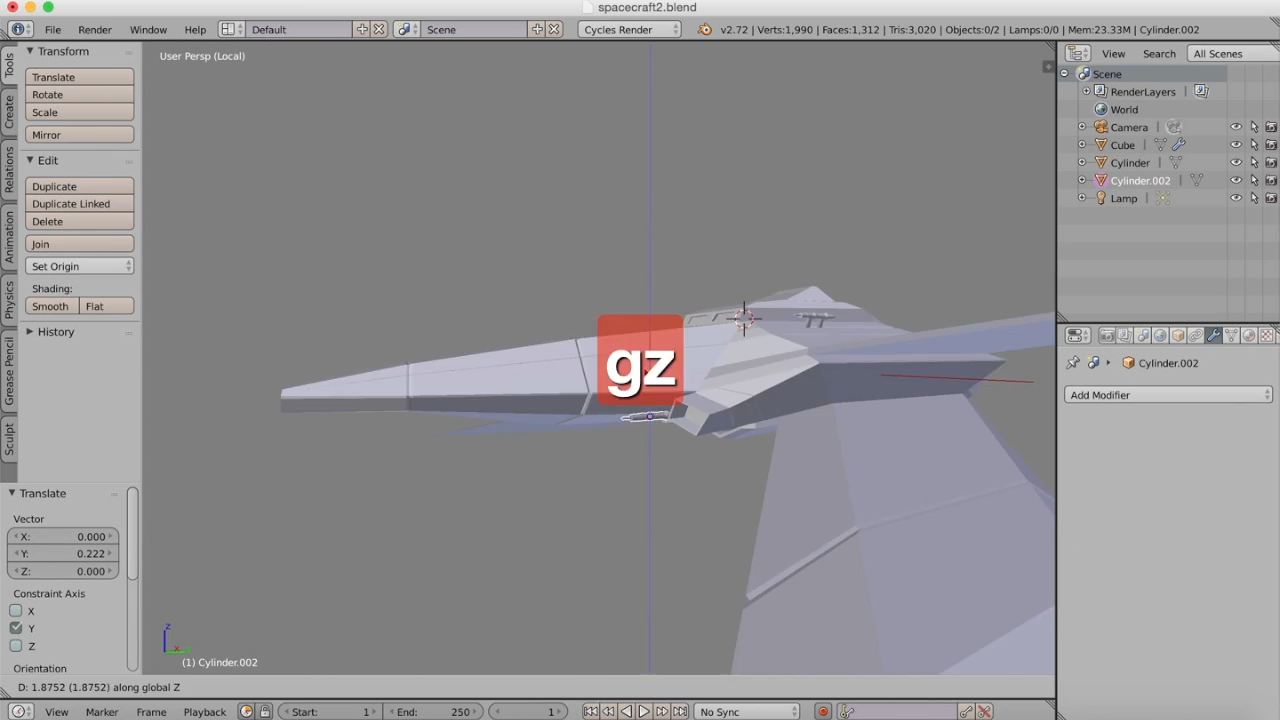 spacecraft2.blend
File Render Window Help Default Scene Cycles Render v2.72 | Verts:1,990 | Faces:1,312 | Tris:3,020 | Objects:0/2 | Lamps:0/0 | Mem:23.33M | Cylinder.002
Tools
Create
Relations
Animation
Physics
Grease Pencil
Sculpt
Transform
Translate
Rotate
Scale
Mirror
Edit
Duplicate
Duplicate Linked
Delete
Join
Set Origin
Shading:
Smooth Flat
History
Translate
Vector
X: 0.000
Y: 0.222
Z: 0.000
Constraint Axis
X
Y
Z
Orientation
User Persp (Local)
gz
z
x
(1) Cylinder.002
D: 1.8752 (1.8752) along global Z
View Marker Frame Playback Start: 1 End: 250 1 No Sync
View Search All Scenes
Scene
RenderLayers
World
Camera
Cube
Cylinder
Cylinder.002
Lamp
Cylinder.002
Add Modifier